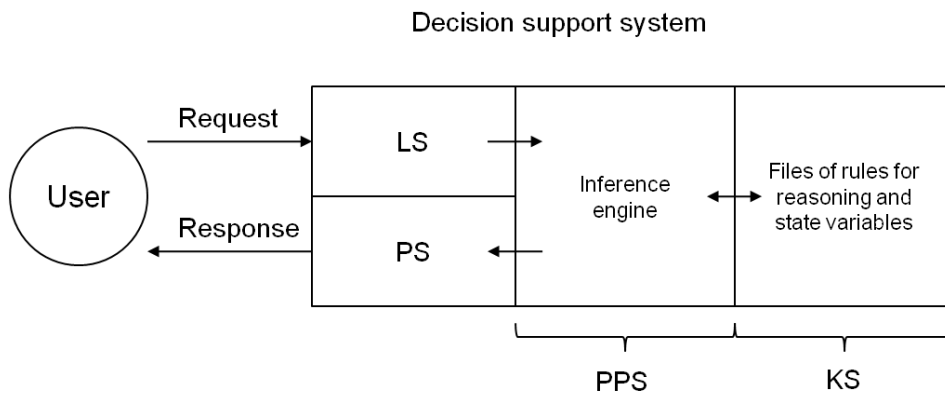 Decision support system
Request
LS
User
Inference
engine
Files of rules for
reasoning and
state variables
Response
PS
PPS
KS